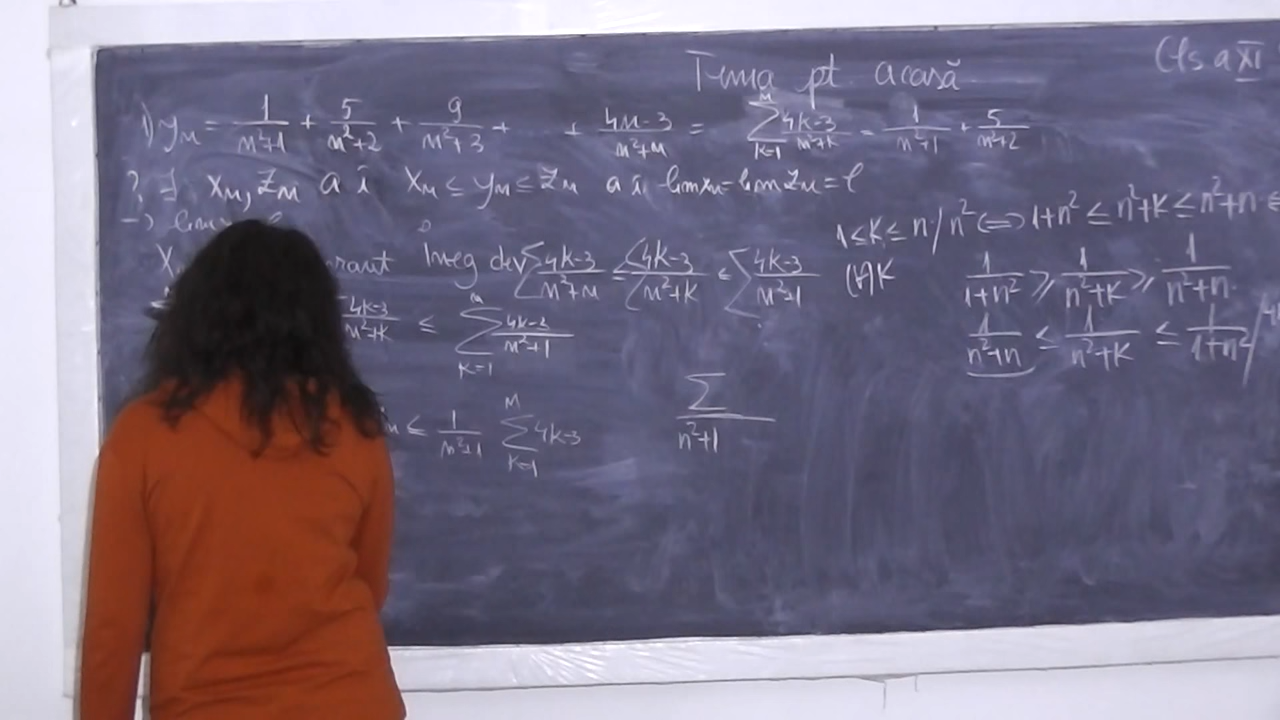 Cls a XI
Tema pt. acasă
1) y_n = 1/(n²+1) + 5/(n²+2) + 9/(n²+3) + + (4n-3)/(n²+n) = Σ_{k=1}^{n} (4k-3)/(n²+k) = 1/(n²+1) + 5/(n²+2)
? ∃ x_n, z_n a î x_n ≤ y_n ≤ z_n a î lim x_n = lim z_n = l
=> lim
1 ≤ k ≤ n /n² (=) 1+n² ≤ n²+k ≤ n²+n
x Ineg dev Σ (4k-3)/(n²+n) ≤ Σ (4k-3)/(n²+k) ≤ Σ (4k-3)/(n²+1) (∀)k
1/(1+n²) ≥ 1/(n²+k) ≥ 1/(n²+n)
(4k-3)/(n²+k) ≤ Σ_{k=1}^{n} (4k-3)/(n²+1)
1/(n²+n) ≤ 1/(n²+k) ≤ 1/(1+n²) /
≤ 1/(n²+1) Σ_{k=1}^{n} 4k-3
Σ/(n²+1)